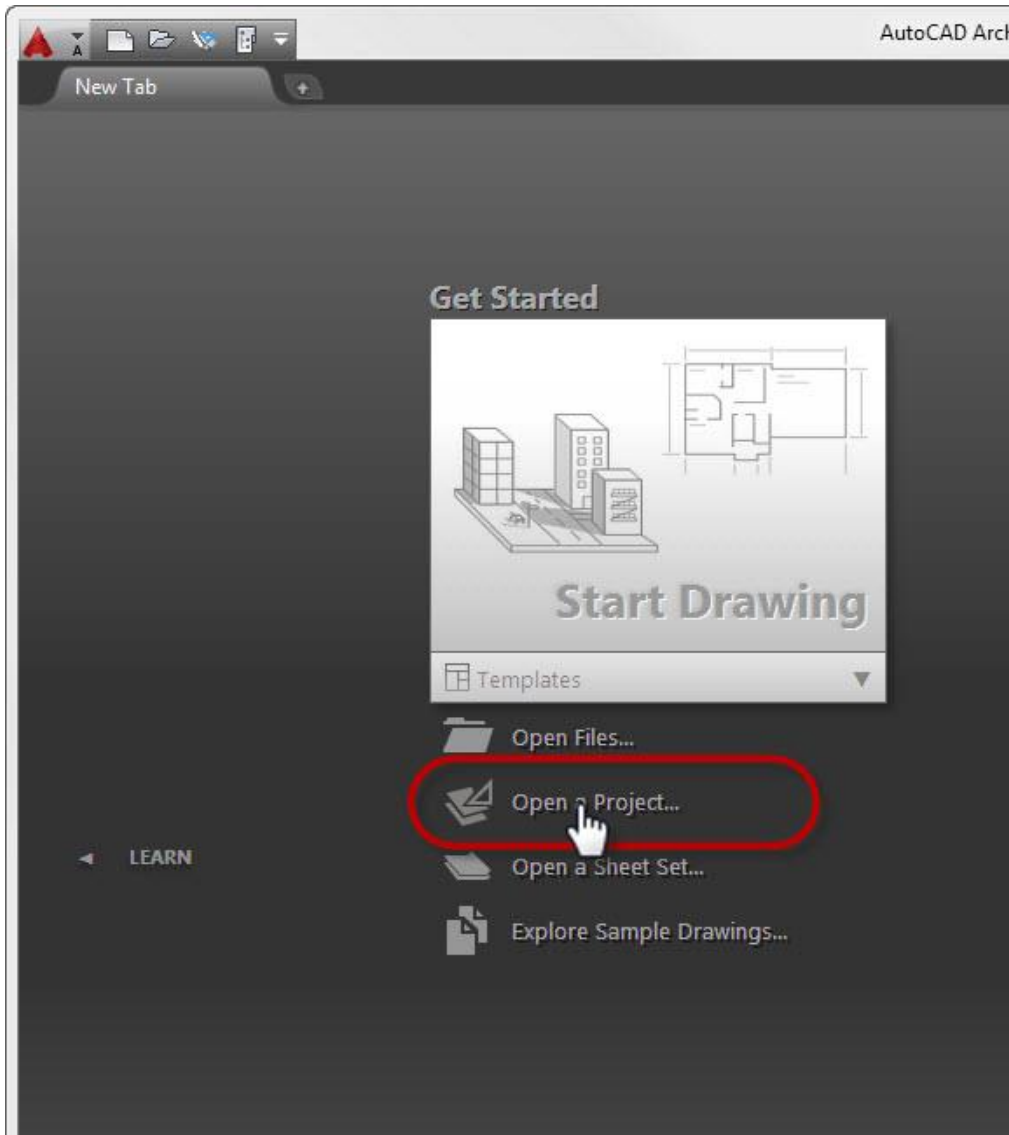 A
AutoCAD Arch
New Tab
Get Started
Start Drawing
Templates
Open Files...
Open a Project...
LEARN
Open a Sheet Set...
Explore Sample Drawings...